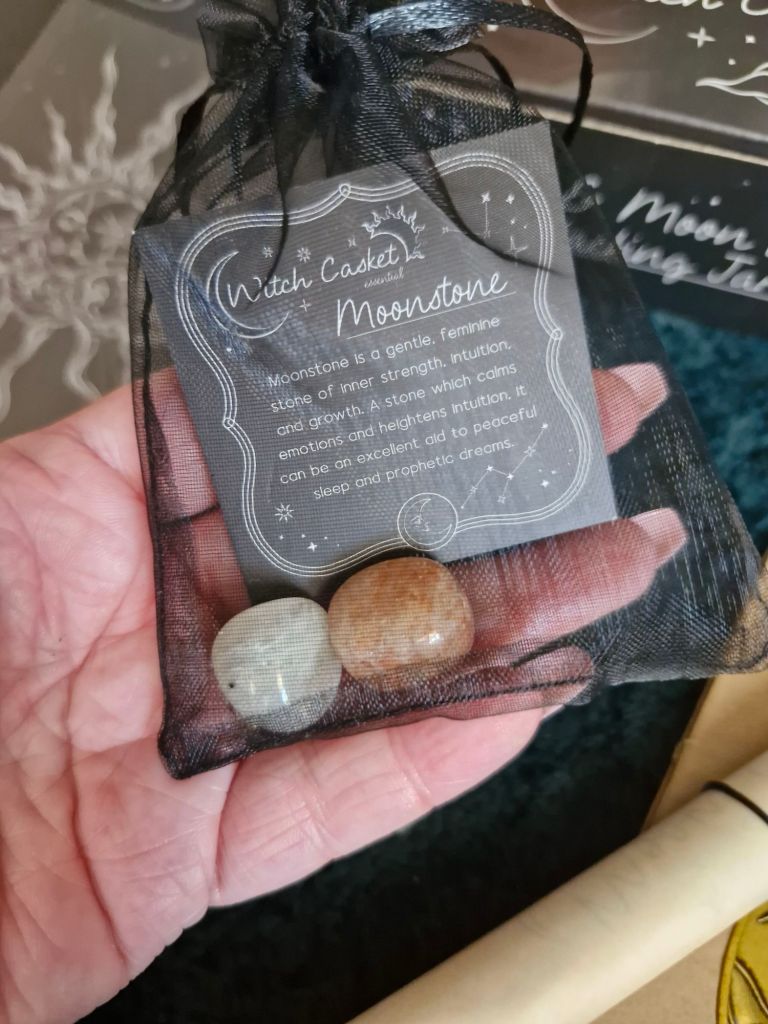 Witch Casket
essential
Moonstone
Moonstone is a gentle, feminine
stone of inner strength, intuition,
and growth. A stone which calms
emotions and heightens intuition. It
can be an excellent aid to peaceful
sleep and prophetic dreams.
Moon